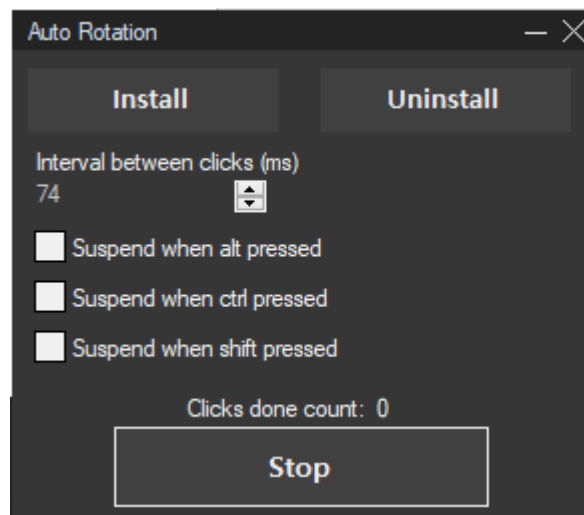 Auto Rotation
Install
Uninstall
Interval between clicks (ms)
74
Suspend when alt pressed
Suspend when ctrl pressed
Suspend when shift pressed
Clicks done count: 0
Stop